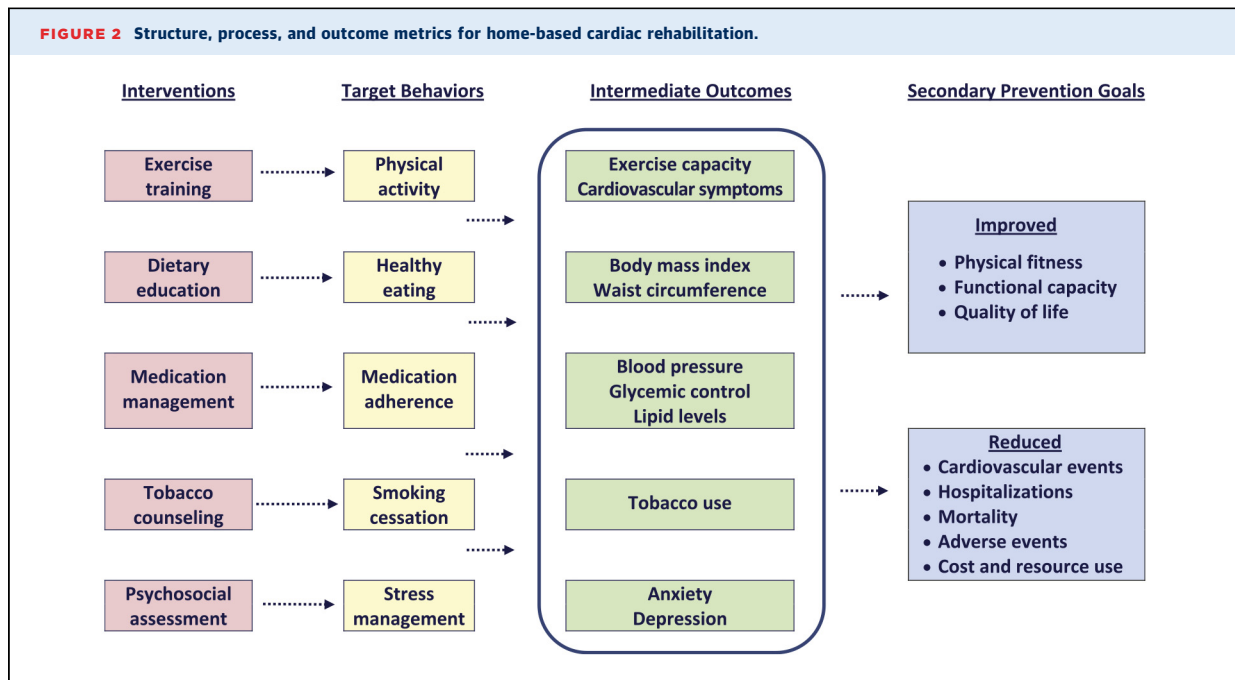 FIGURE 2 Structure, process, and outcome metrics for home-based cardiac rehabilitation.
Interventions
Target Behaviors
Intermediate Outcomes
Secondary Prevention Goals
Exercise
training
Physical
activity
Exercise capacity
Cardiovascular symptoms
Dietary
education
Healthy
eating
Body mass index
Waist circumference
Medication
management
Medication
adherence
Blood pressure
Glycemic control
Lipid levels
Tobacco
counseling
Smoking
cessation
Tobacco use
Psychosocial
assessment
Stress
management
Anxiety
Depression
Improved
• Physical fitness
• Functional capacity
• Quality of life
Reduced
• Cardiovascular events
• Hospitalizations
• Mortality
• Adverse events
• Cost and resource use